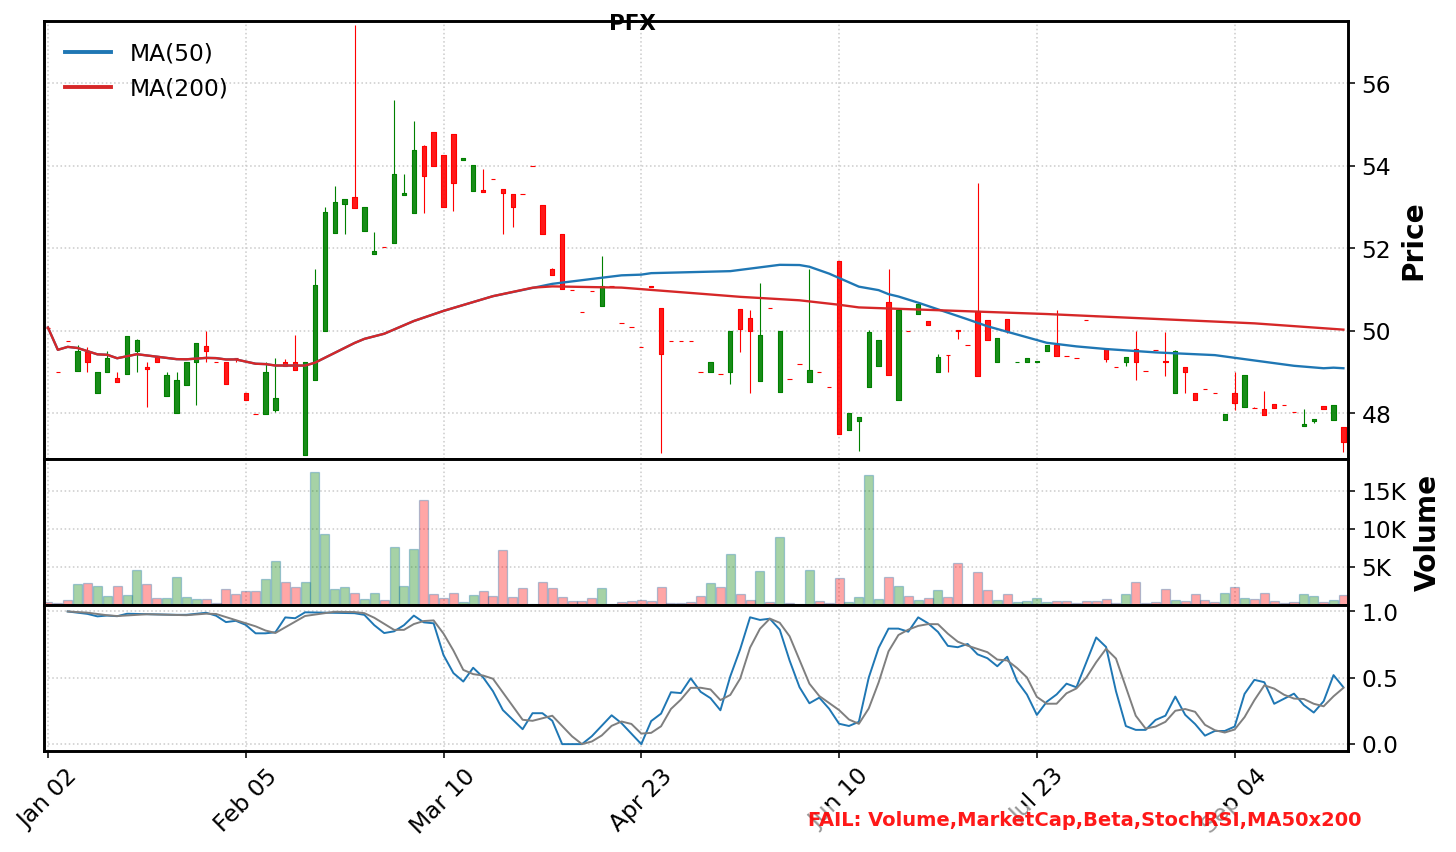 PFX
MA(50)
MA(200)
56
54
52
50
48
Price
15K
10K
5K
Volume
1.0
0.5
0.0
Jan 02
Feb 05
Mar 10
Apr 23
Jun 10
Jul 23
Sep 04
FAIL: Volume,MarketCap,Beta,StochRSI,MA50x200